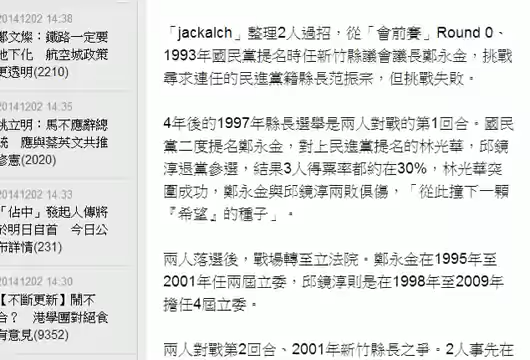 20141202 14:38
鄭文燦：鐵路一定要
地下化　航空城政策
更透明(2210)
20141202 14:35
姚立明：馬不應辭總
統　應與蔡英文共推
修憲(2020)
20141202 14:33
「佔中」發起人傳將
於明日自首　今日公
布詳情(231)
20141202 14:30
【不斷更新】鬧不
合？　港學團對絕食
有意見(9352)
「jackalch」整理2人過招，從「會前賽」Round 0、
1993年國民黨提名時任新竹縣議會議長鄭永金，挑戰
尋求連任的民進黨籍縣長范振宗，但挑戰失敗。
4年後的1997年縣長選舉是兩人對戰的第1回合。國民
黨二度提名鄭永金，對上民進黨提名的林光華，邱鏡
淳退黨參選，結果3人得票率都約在30%，林光華突
圍成功，鄭永金與邱鏡淳兩敗俱傷，「從此撞下一顆
『希望』的種子」。
兩人落選後，戰場轉至立法院。鄭永金在1995年至
2001年任兩屆立委，邱鏡淳則是在1998年至2009年
擔任4屆立委。
兩人對戰第2回合、2001年新竹縣長之爭。2人事先在